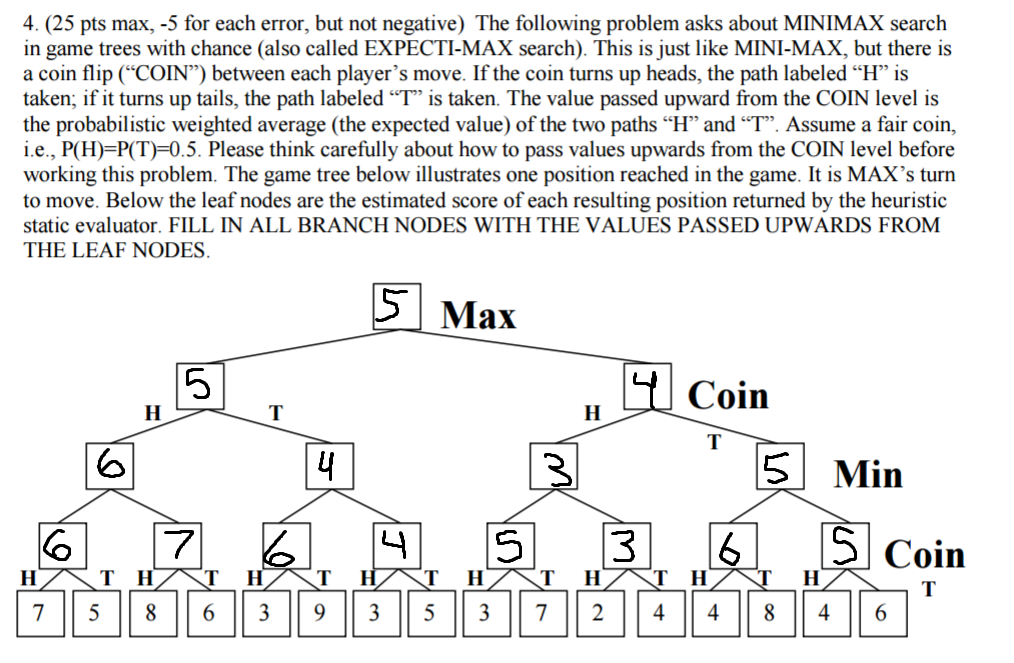 4. (25 pts max, -5 for each error, but not negative)  The following problem asks about MINIMAX search
in game trees with chance (also called EXPECTI-MAX search). This is just like MINI-MAX, but there is
a coin flip (“COIN”) between each player’s move. If the coin turns up heads, the path labeled “H” is
taken; if it turns up tails, the path labeled “T” is taken. The value passed upward from the COIN level is
the probabilistic weighted average (the expected value) of the two paths “H” and “T”. Assume a fair coin,
i.e., P(H)=P(T)=0.5. Please think carefully about how to pass values upwards from the COIN level before
working this problem. The game tree below illustrates one position reached in the game. It is MAX’s turn
to move. Below the leaf nodes are the estimated score of each resulting position returned by the heuristic
static evaluator. FILL IN ALL BRANCH NODES WITH THE VALUES PASSED UPWARDS FROM
THE LEAF NODES.
5 Max
5 4 Coin
H T H T
6 4 3 5 Min
6 7 6 4 5 3 6 5 Coin
H T H T H T H T H T H T H T H T
7 5 8 6 3 9 3 5 3 7 2 4 4 8 4 6